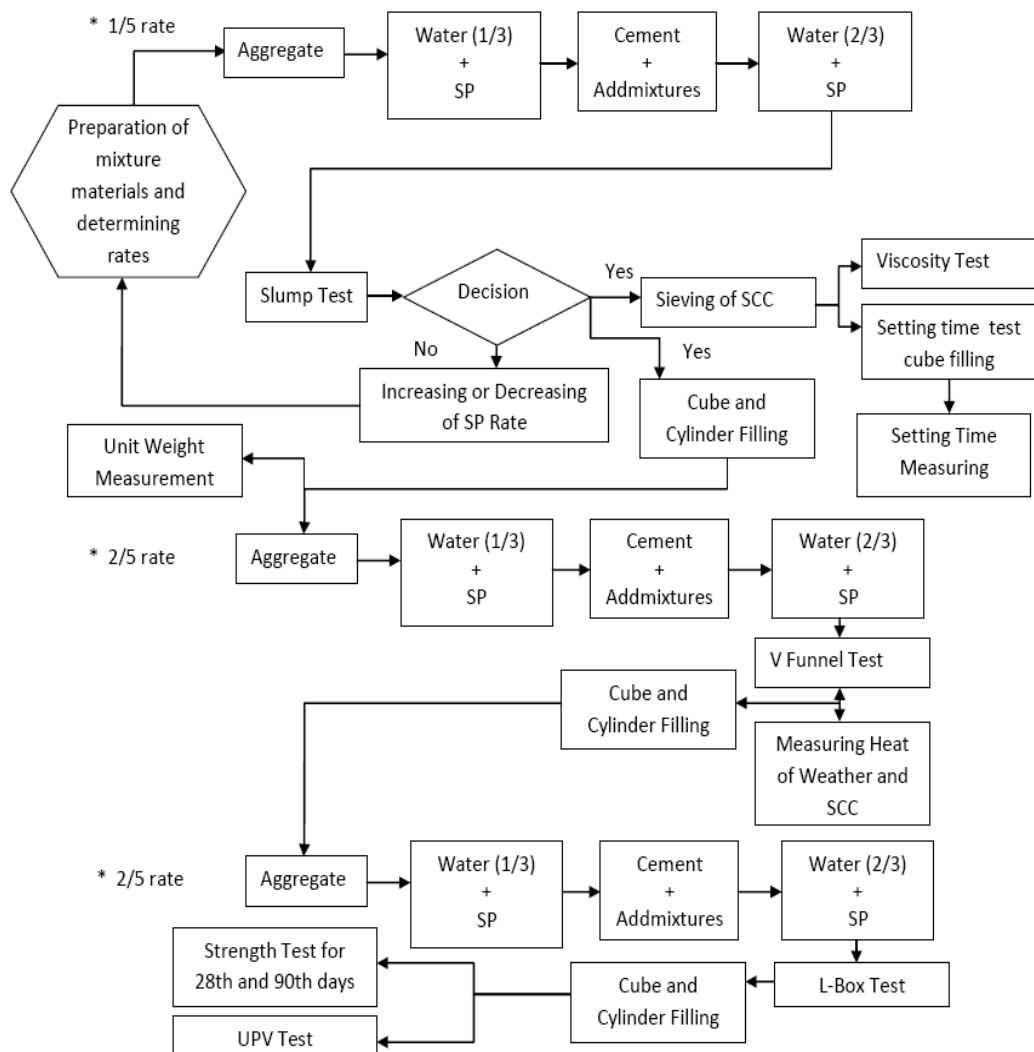 * 1/5 rate
Aggregate
Water (1/3)
+
SP
Cement
+
Addmixtures
Water (2/3)
+
SP
Preparation of
mixture
materials and
determining
rates
Slump Test
Decision
Yes
Sieving of SCC
Viscosity Test
Setting time test
cube filling
No
Yes
Increasing or Decreasing
of SP Rate
Cube and
Cylinder Filling
Setting Time
Measuring
Unit Weight
Measurement
* 2/5 rate
Aggregate
Water (1/3)
+
SP
Cement
+
Addmixtures
Water (2/3)
+
SP
V Funnel Test
Cube and
Cylinder Filling
Measuring Heat
of Weather and
SCC
* 2/5 rate
Aggregate
Water (1/3)
+
SP
Cement
+
Addmixtures
Water (2/3)
+
SP
Strength Test for
28th and 90th days
Cube and
Cylinder Filling
L-Box Test
UPV Test